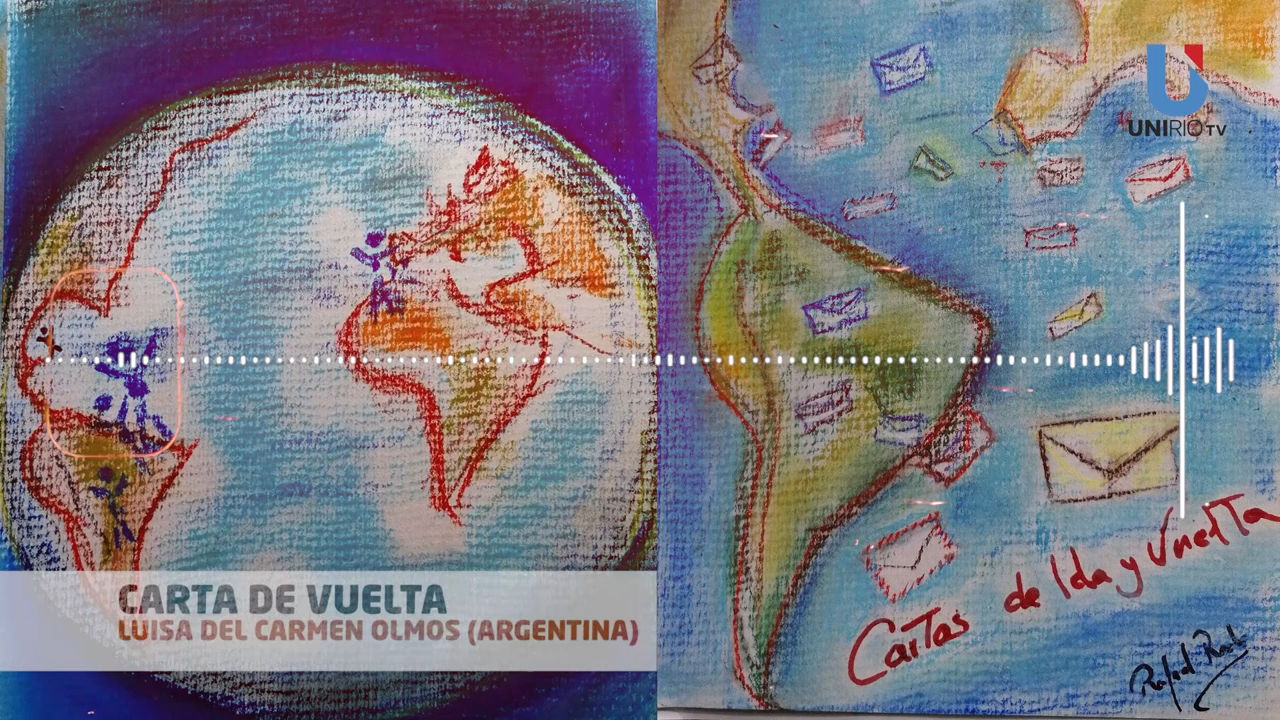 UNIRIO TV
CARTA DE VUELTA
LUISA DEL CARMEN OLMOS (ARGENTINA)
Cartas de Ida y Vuelta